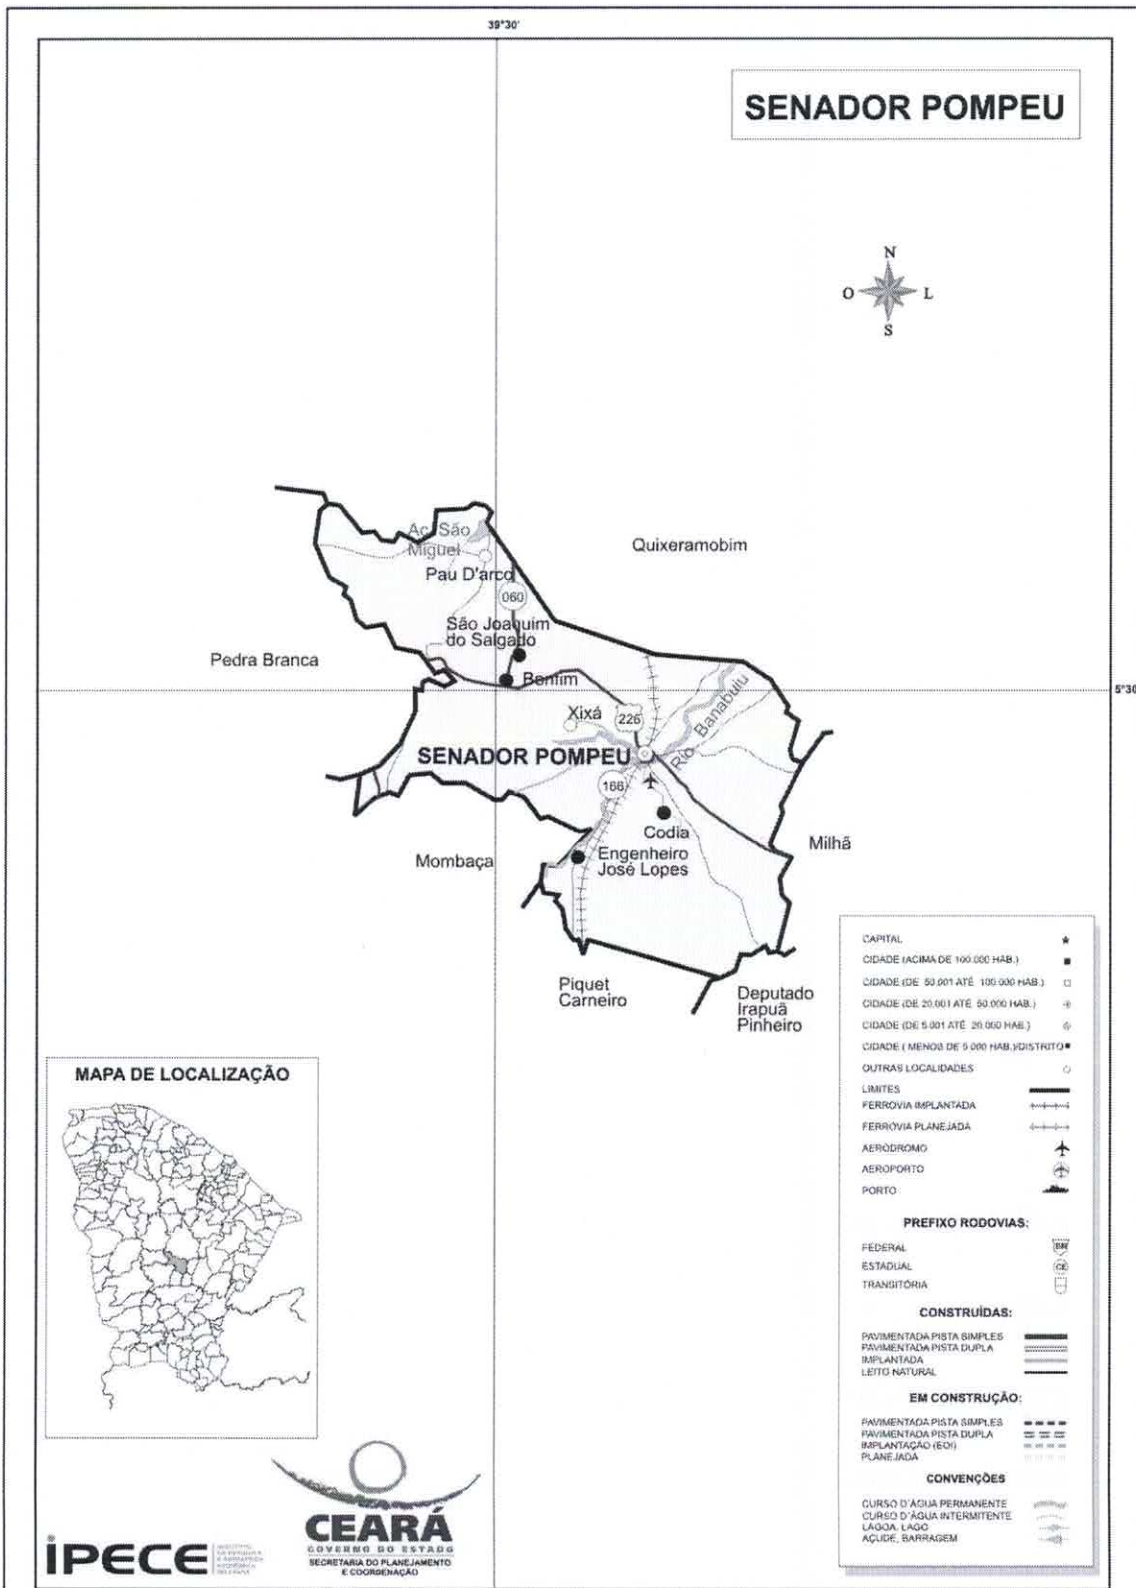 39°30'
SENADOR POMPEU
N
O L
S
Aç. São
Miguel
Quixeramobim
Pau D'arco
060
São Joaquim
do Salgado
Pedra Branca
Bonfim
5°30
Xixá
226
Rio Banabuiu
SENADOR POMPEU
166
Codia
Milhã
Mombaça
Engenheiro
José Lopes
Piquet
Carneiro
Deputado
Irapuã
Pinheiro
CAPITAL
CIDADE (ACIMA DE 100.000 HAB.)
CIDADE (DE 50.001 ATÉ 100.000 HAB.)
CIDADE (DE 20.001 ATÉ 50.000 HAB.)
CIDADE (DE 5.001 ATÉ 20.000 HAB.)
CIDADE ( MENOS DE 5.000 HAB.)/DISTRITO
OUTRAS LOCALIDADES
LIMITES
FERROVIA IMPLANTADA
FERROVIA PLANEJADA
AERÓDROMO
AEROPORTO
PORTO
PREFIXO RODOVIAS:
FEDERAL BR
ESTADUAL CE
TRANSITÓRIA
CONSTRUÍDAS:
PAVIMENTADA PISTA SIMPLES
PAVIMENTADA PISTA DUPLA
IMPLANTADA
LEITO NATURAL
EM CONSTRUÇÃO:
PAVIMENTADA PISTA SIMPLES
PAVIMENTADA PISTA DUPLA
IMPLANTAÇÃO (EOI)
PLANEJADA
CONVENÇÕES
CURSO D'ÁGUA PERMANENTE
CURSO D'ÁGUA INTERMITENTE
LAGOA, LAGO
AÇUDE, BARRAGEM
MAPA DE LOCALIZAÇÃO
IPECE
CEARÁ
GOVERNO DO ESTADO
SECRETARIA DO PLANEJAMENTO
E COORDENAÇÃO